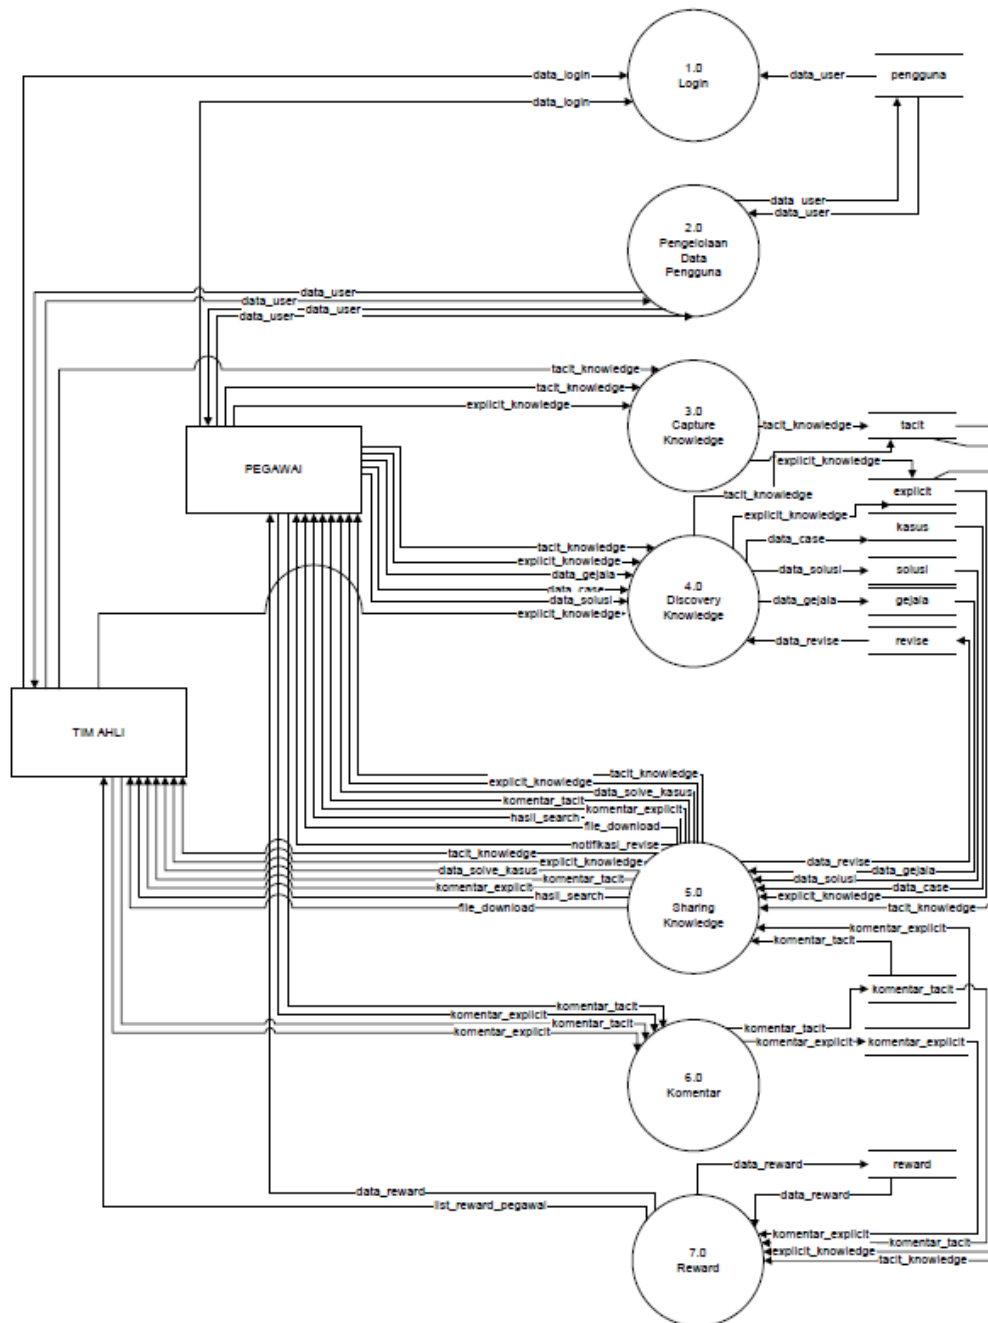 1.0
Login
data_login
data_user
pengguna
data_login
data_user
data_user
2.0
Pengelolaan
Data
Pengguna
data_user
data_user
data_user
data_user
tacit_knowledge
tacit_knowledge
explicit_knowledge
3.0
Capture
Knowledge
tacit_knowledge
tacit
PEGAWAI
explicit_knowledge
tacit_knowledge
explicit
explicit_knowledge
kasus
data_case
tacit_knowledge
explicit_knowledge
data_gejala
data_case
data_solusi
explicit_knowledge
4.0
Discovery
Knowledge
data_solusi
solusi
data_gejala
gejala
data_revise
revise
TIM AHLI
tacit_knowledge
explicit_knowledge
data_solve_kasus
komentar_tacit
komentar_explicit
hasil_search
file_download
notifikasi_revise
tacit_knowledge
explicit_knowledge
data_solve_kasus
komentar_tacit
komentar_explicit
hasil_search
file_download
5.0
Sharing
Knowledge
data_revise
data_gejala
data_solusi
data_case
explicit_knowledge
tacit_knowledge
komentar_explicit
komentar_tacit
komentar_tacit
komentar_tacit
komentar_explicit
komentar_tacit
komentar_explicit
komentar_tacit
komentar_explicit
komentar_explicit
6.0
Komentar
data_reward
reward
data_reward
data_reward
list_reward_pegawai
7.0
Reward
komentar_explicit
komentar_tacit
explicit_knowledge
tacit_knowledge